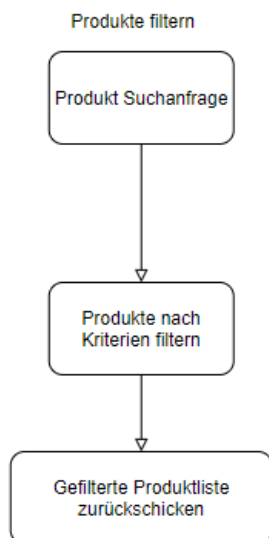 Produkte filtern
Produkt Suchanfrage
Produkte nach
Kriterien filtern
Gefilterte Produktliste
zurückschicken